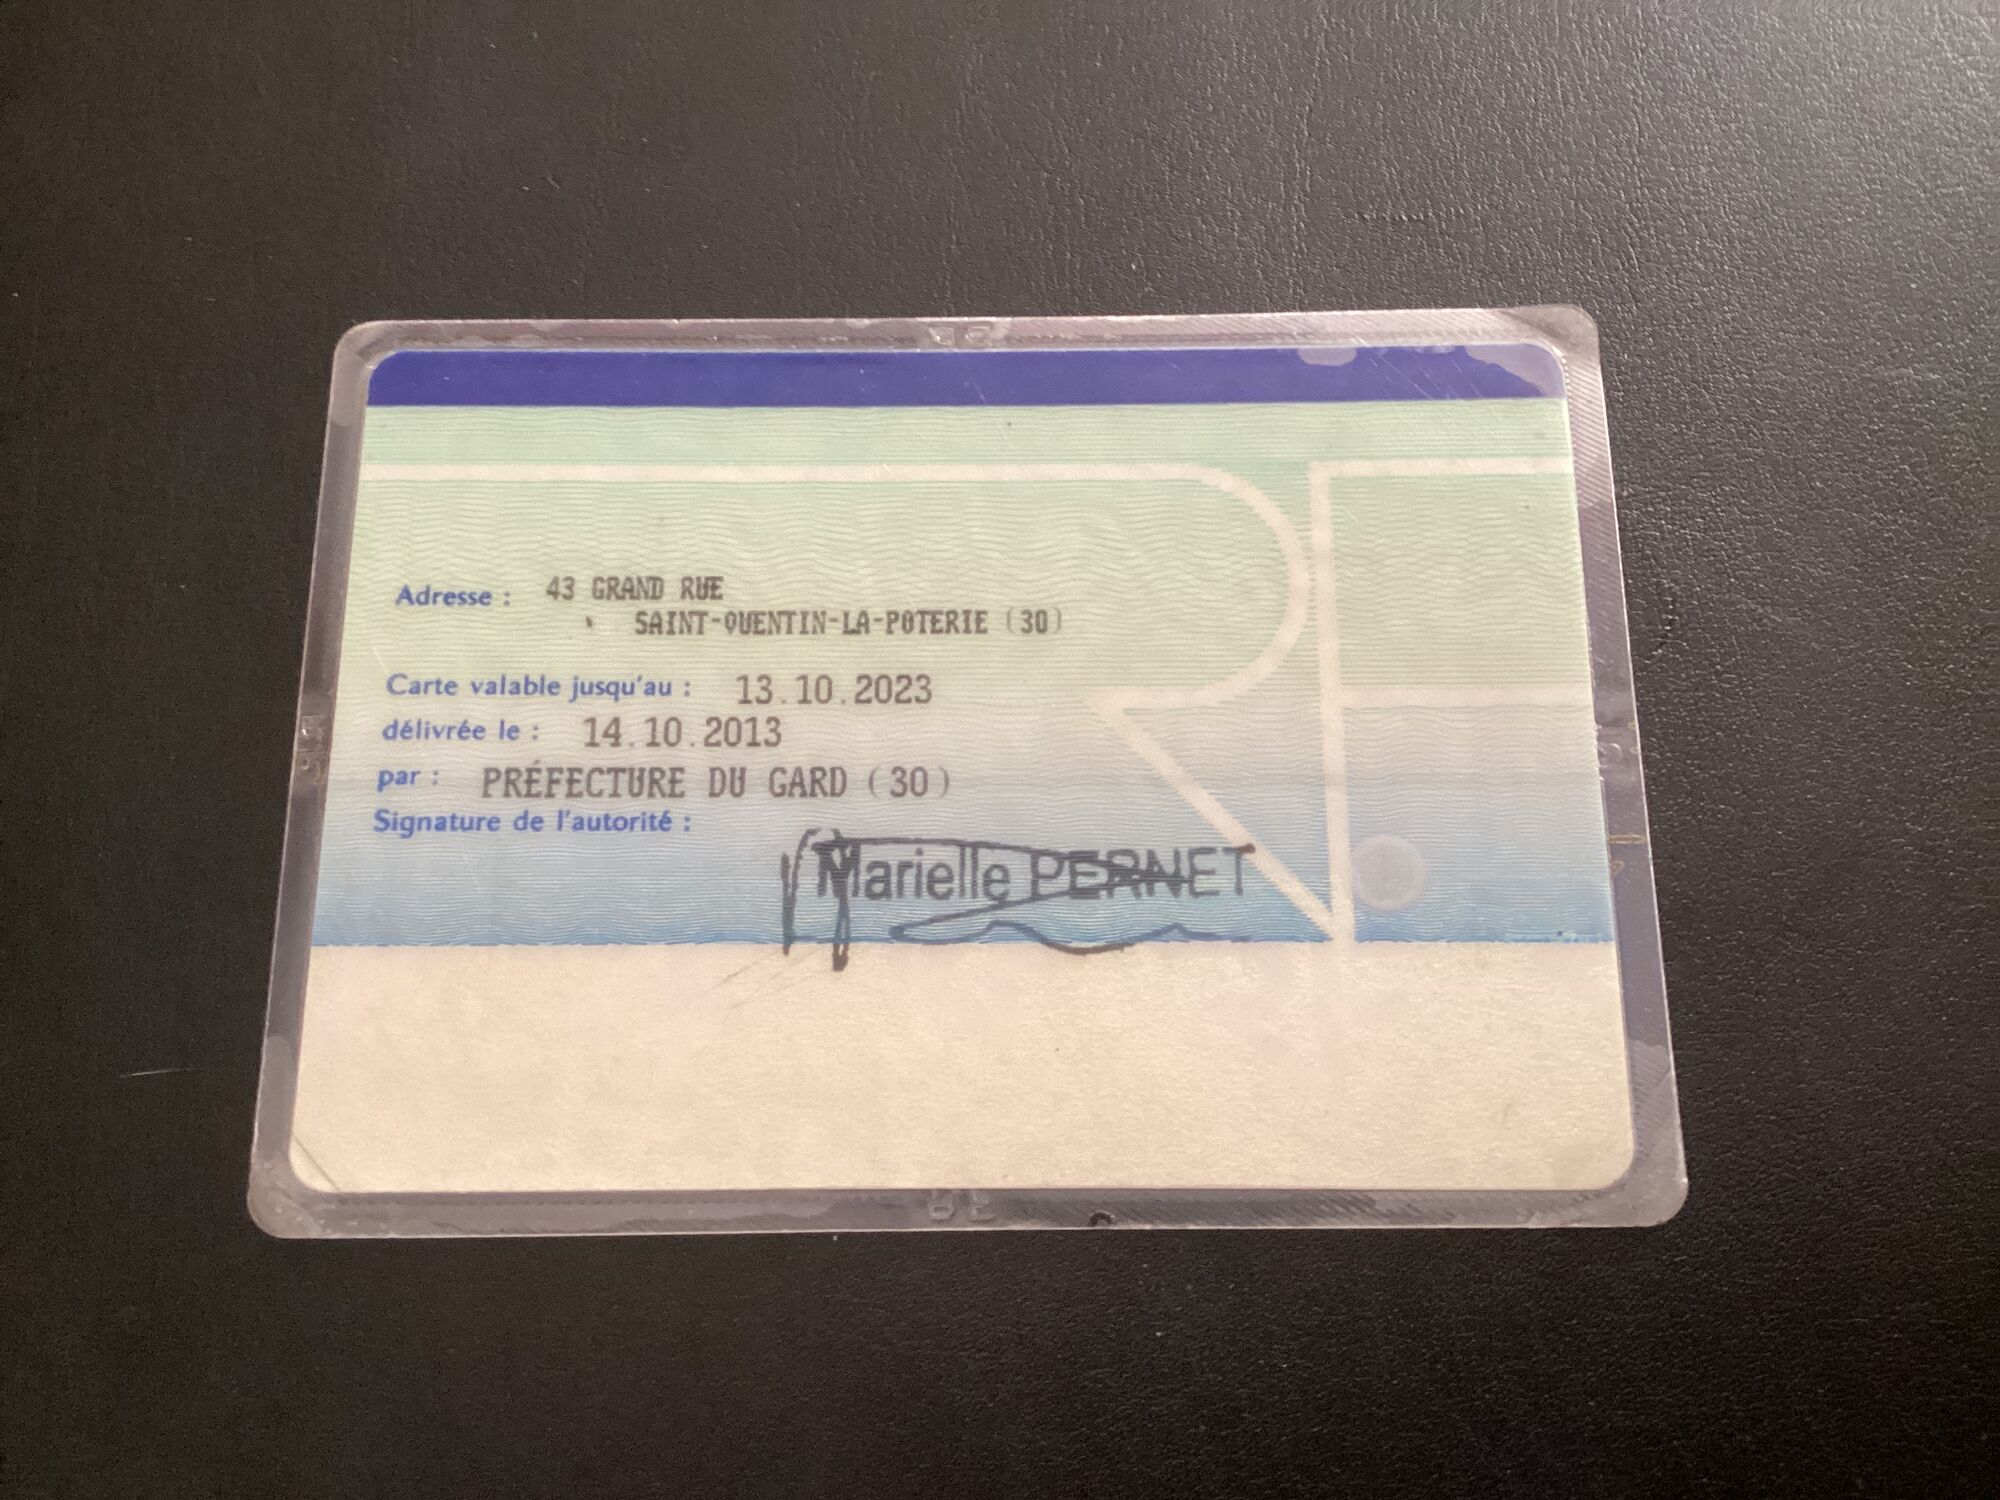 Adresse : 43 GRAND RUE
SAINT-QUENTIN-LA-POTERIE (30)
Carte valable jusqu'au : 13.10.2023
délivrée le : 14.10.2013
par : PRÉFECTURE DU GARD (30)
Signature de l'autorité :
Marielle PERNET
RF